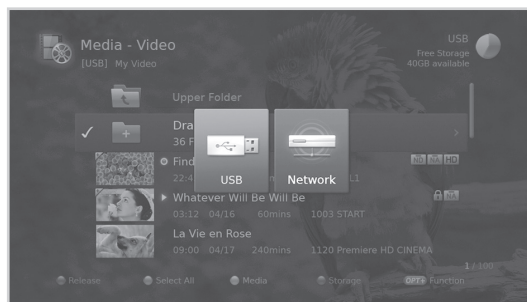 Media - Video
[USB] My Video
USB
Free Storage
40GB available
Upper Folder
Dra
36 F
USB
Network
Find
22:4
L1
HD
Whatever Will Be Will Be
03:12 04/16 60mins 1003 START
La Vie en Rose
09:00 04/17 240mins 1120 Premiere HD CINEMA
1 / 100
Release
Select All
Media
Storage
OPT+ Function